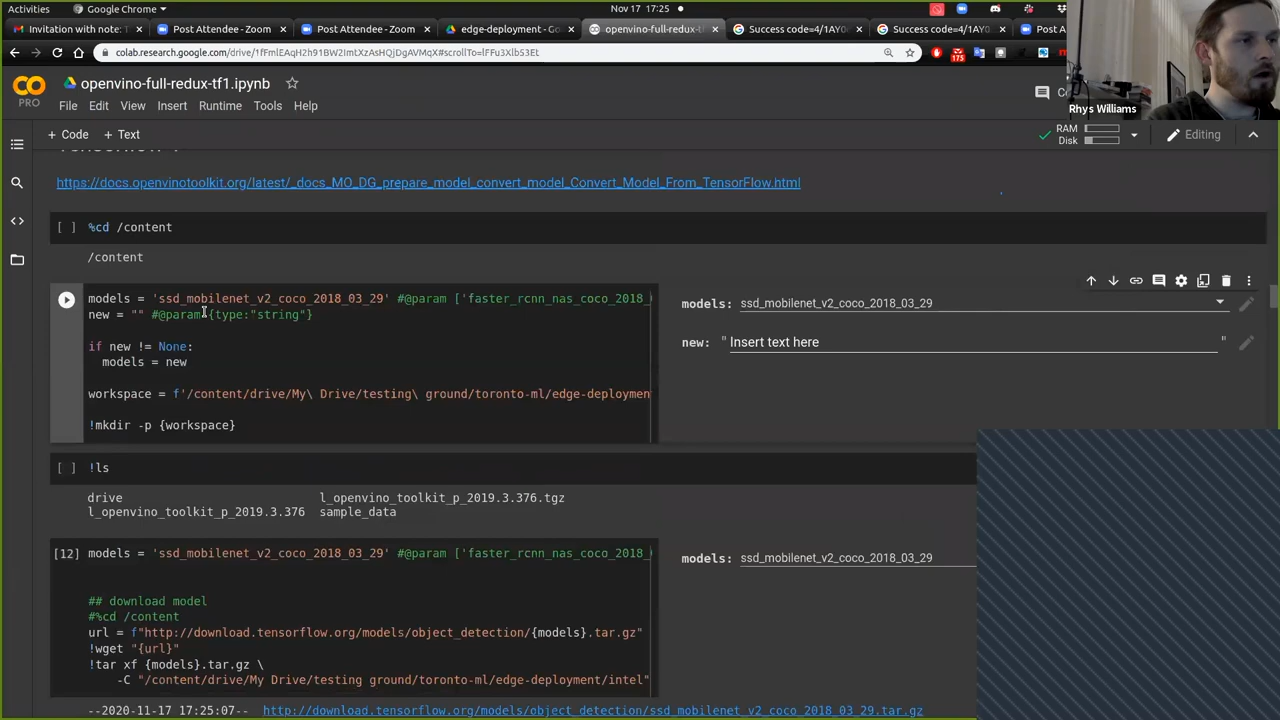 Activities
Google Chrome
Nov 17 17:25
Invitation with note: 
Post Attendee - Zoom
Post Attendee - Zoom
edge-deployment - Go
openvino-full-redux-t
Success code=4/1AY0
Success code=4/1AY0
Post A
colab.research.google.com/drive/
175
openvino-full-redux-tf1.ipynb
PRO
File Edit View Insert Runtime Tools Help
Rhys Williams
+ Code + Text
RAM
Disk
Editing
https://docs.openvinotoolkit.org/latest/_docs_MO_DG_prepare_model_convert_model_Convert_Model_From_TensorFlow.html
[ ] %cd /content
/content
models = 'ssd_mobilenet_v2_coco_2018_03_29' #@param ['faster_rcnn_nas_coco_2018_
models: ssd_mobilenet_v2_coco_2018_03_29
new = "" #@param {type:"string"}
new: " Insert text here "
if new != None:
models = new
workspace = f'/content/drive/My\ Drive/testing\ ground/toronto-ml/edge-deployment
!mkdir -p {workspace}
[ ] !ls
drive l_openvino_toolkit_p_2019.3.376.tgz
l_openvino_toolkit_p_2019.3.376 sample_data
[12] models = 'ssd_mobilenet_v2_coco_2018_03_29' #@param ['faster_rcnn_nas_coco_2018_
models: ssd_mobilenet_v2_coco_2018_03_29
## download model
#%cd /content
url = f"http://download.tensorflow.org/models/object_detection/{models}.tar.gz"
!wget "{url}"
!tar xf {models}.tar.gz \
-C "/content/drive/My Drive/testing ground/toronto-ml/edge-deployment/intel"
--2020-11-17 17:25:07-- http://download.tensorflow.org/models/object_detection/ssd_mobilenet_v2_coco_2018_03_29.tar.gz